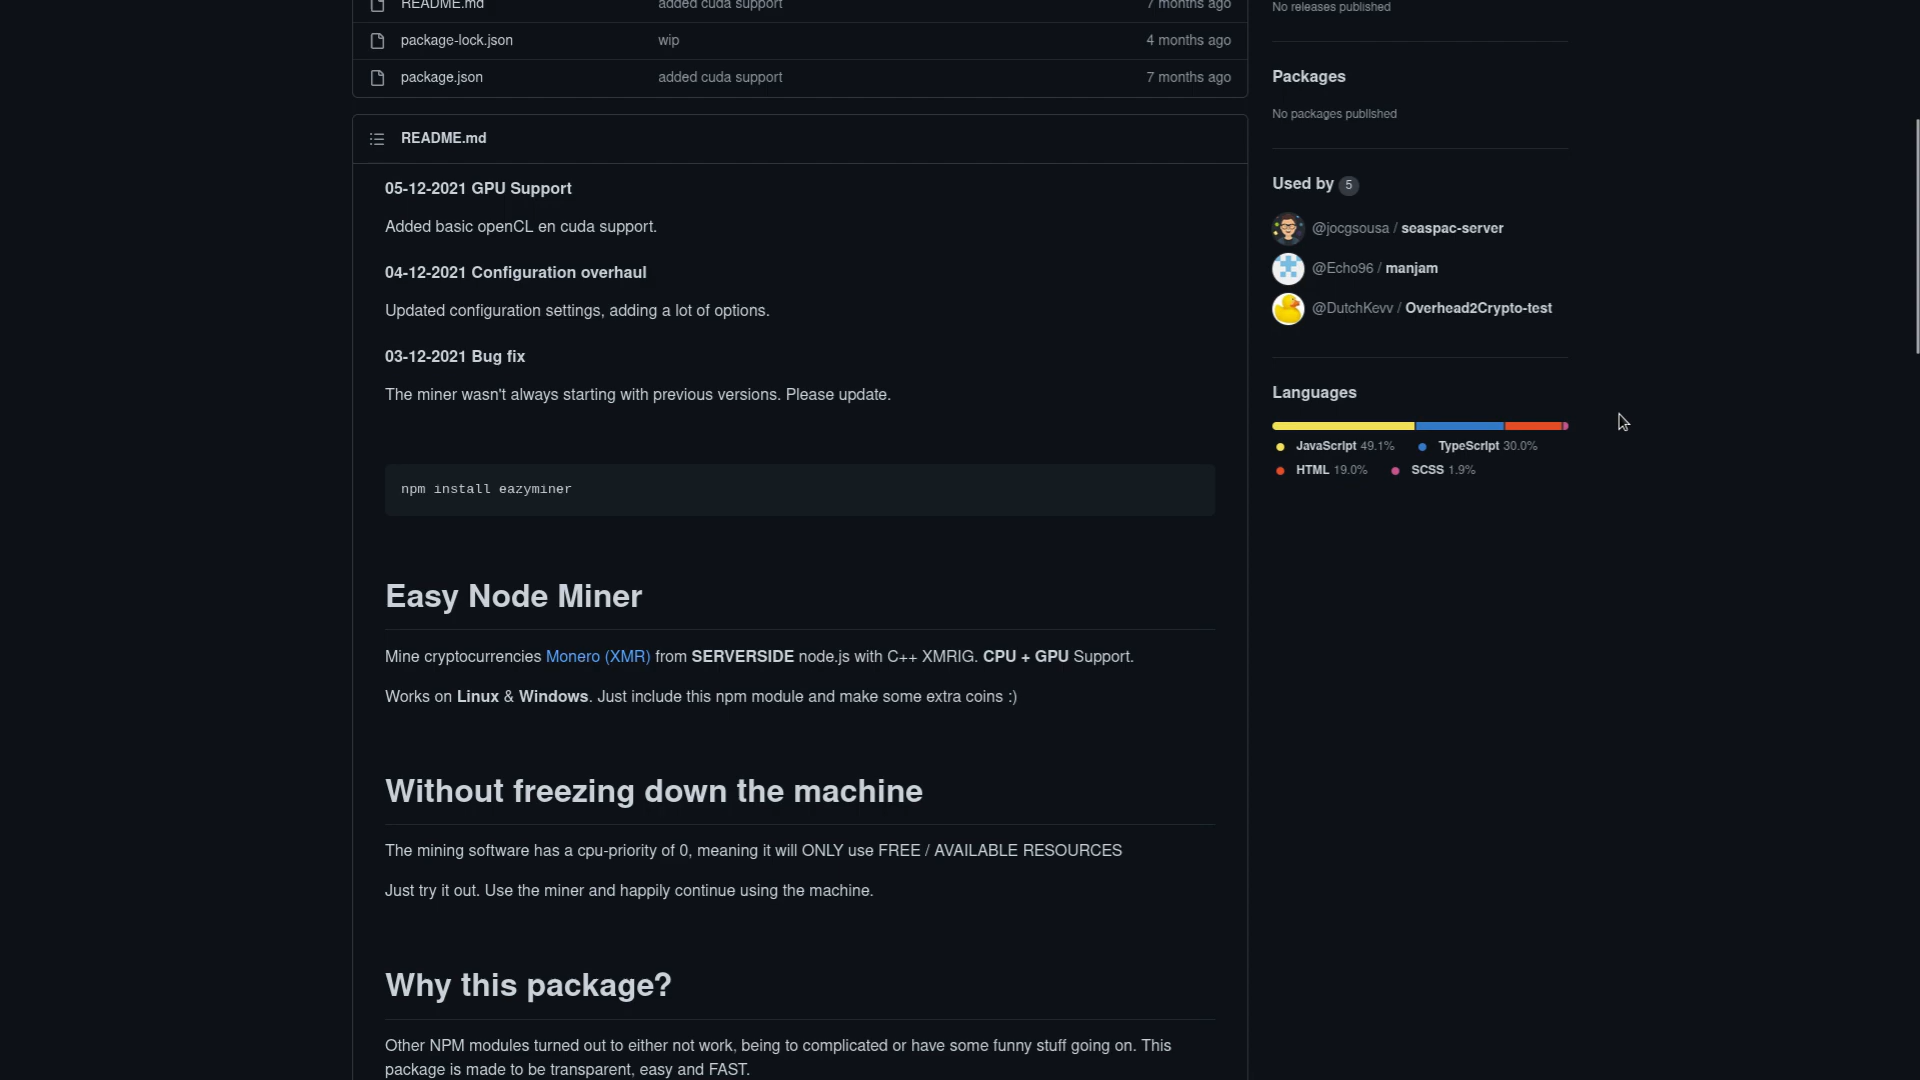 README.md added cuda support 7 months ago
package-lock.json wip 4 months ago
package.json added cuda support 7 months ago
README.md
05-12-2021 GPU Support
Added basic openCL en cuda support.
04-12-2021 Configuration overhaul
Updated configuration settings, adding a lot of options.
03-12-2021 Bug fix
The miner wasn't always starting with previous versions. Please update.
npm install eazyminer
Easy Node Miner
Mine cryptocurrencies Monero (XMR) from SERVERSIDE node.js with C++ XMRIG. CPU + GPU Support.
Works on Linux & Windows. Just include this npm module and make some extra coins :)
Without freezing down the machine
The mining software has a cpu-priority of 0, meaning it will ONLY use FREE / AVAILABLE RESOURCES
Just try it out. Use the miner and happily continue using the machine.
Why this package?
Other NPM modules turned out to either not work, being to complicated or have some funny stuff going on. This
package is made to be transparent, easy and FAST.
No releases published
Packages
No packages published
Used by 5
@jocgsousa / seaspac-server
@Echo96 / manjam
@DutchKevv / Overhead2Crypto-test
Languages
JavaScript 49.1% TypeScript 30.0%
HTML 19.0% SCSS 1.9%